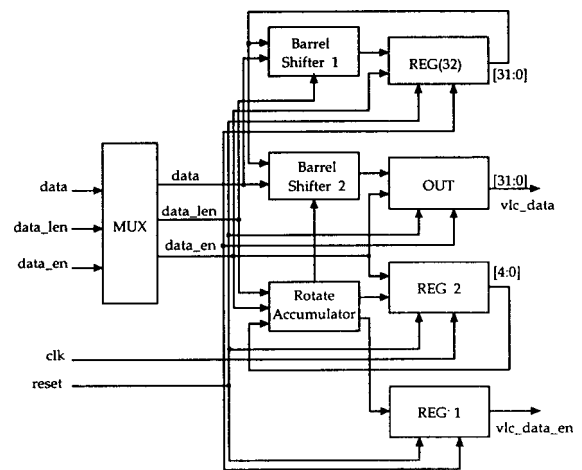 Barrel
Shifter 1
REG(32)
[31:0]
data
data_len
data_en
MUX
data
data_len
data_en
Barrel
Shifter 2
OUT
[31:0]
vlc_data
Rotate
Accumulator
REG 2
[4:0]
clk
reset
REG 1
vlc_data_en